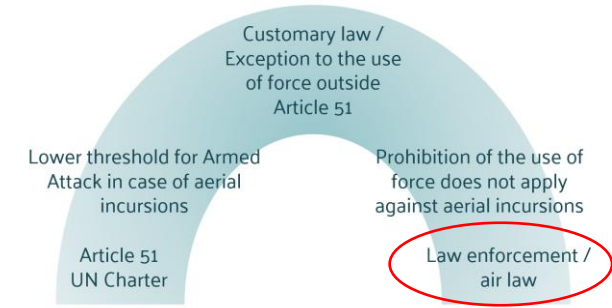 Customary law /
Exception to the use
of force outside
Article 51
Lower threshold for Armed
Attack in case of aerial
incursions
Prohibition of the use of
force does not apply
against aerial incursions
Article 51
UN Charter
Law enforcement /
air law